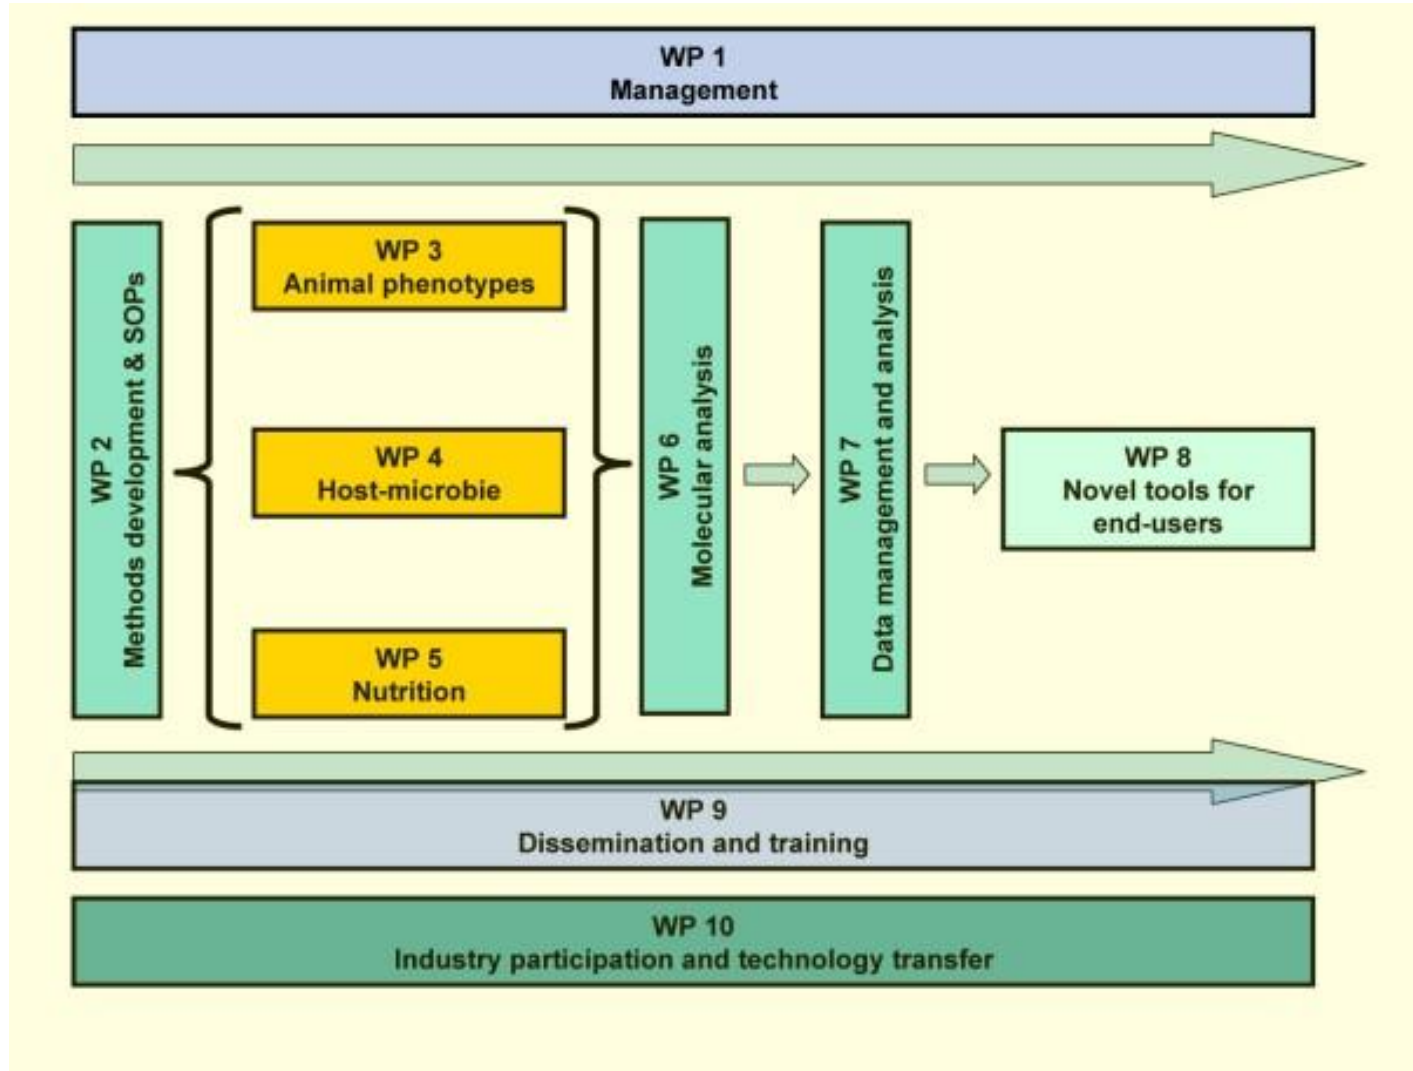 WP 1
Management
WP 2
Methods development & SOPs
WP 3
Animal phenotypes
WP 4
Host-microbie
WP 5
Nutrition
WP 6
Molecular analysis
WP 7
Data management and analysis
WP 8
Novel tools for
end-users
WP 9
Dissemination and training
WP 10
Industry participation and technology transfer